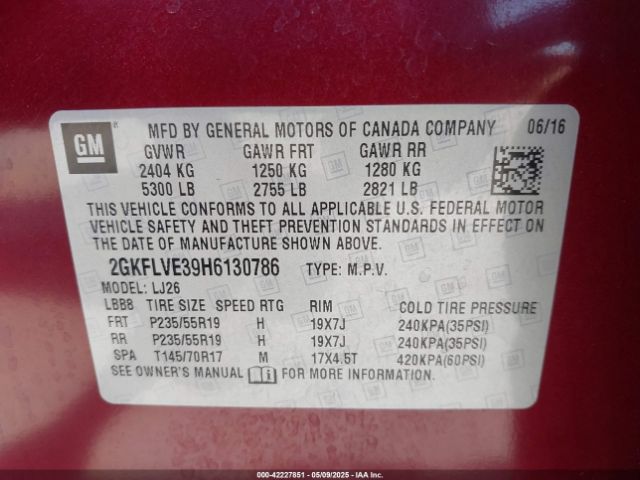 GM ® MFD BY GENERAL MOTORS OF CANADA COMPANY 06/16
GVWR GAWR FRT GAWR RR
2404 KG 1250 KG 1280 KG
5300 LB 2755 LB 2821 LB
THIS VEHICLE CONFORMS TO ALL APPLICABLE U.S. FEDERAL MOTOR
VEHICLE SAFETY AND THEFT PREVENTION STANDARDS IN EFFECT ON
THE DATE OF MANUFACTURE SHOWN ABOVE.
2GKFLVE39H6130786 TYPE: M.P.V.
MODEL: LJ26
LBB8 TIRE SIZE SPEED RTG RIM COLD TIRE PRESSURE
FRT P235/55R19 H 19X7J 240KPA(35PSI)
RR P235/55R19 H 19X7J 240KPA(35PSI)
SPA T145/70R17 M 17X4.5T 420KPA(60PSI)
SEE OWNER'S MANUAL FOR MORE INFORMATION
000-42227851 - 05/09/2025 - IAAI.COM